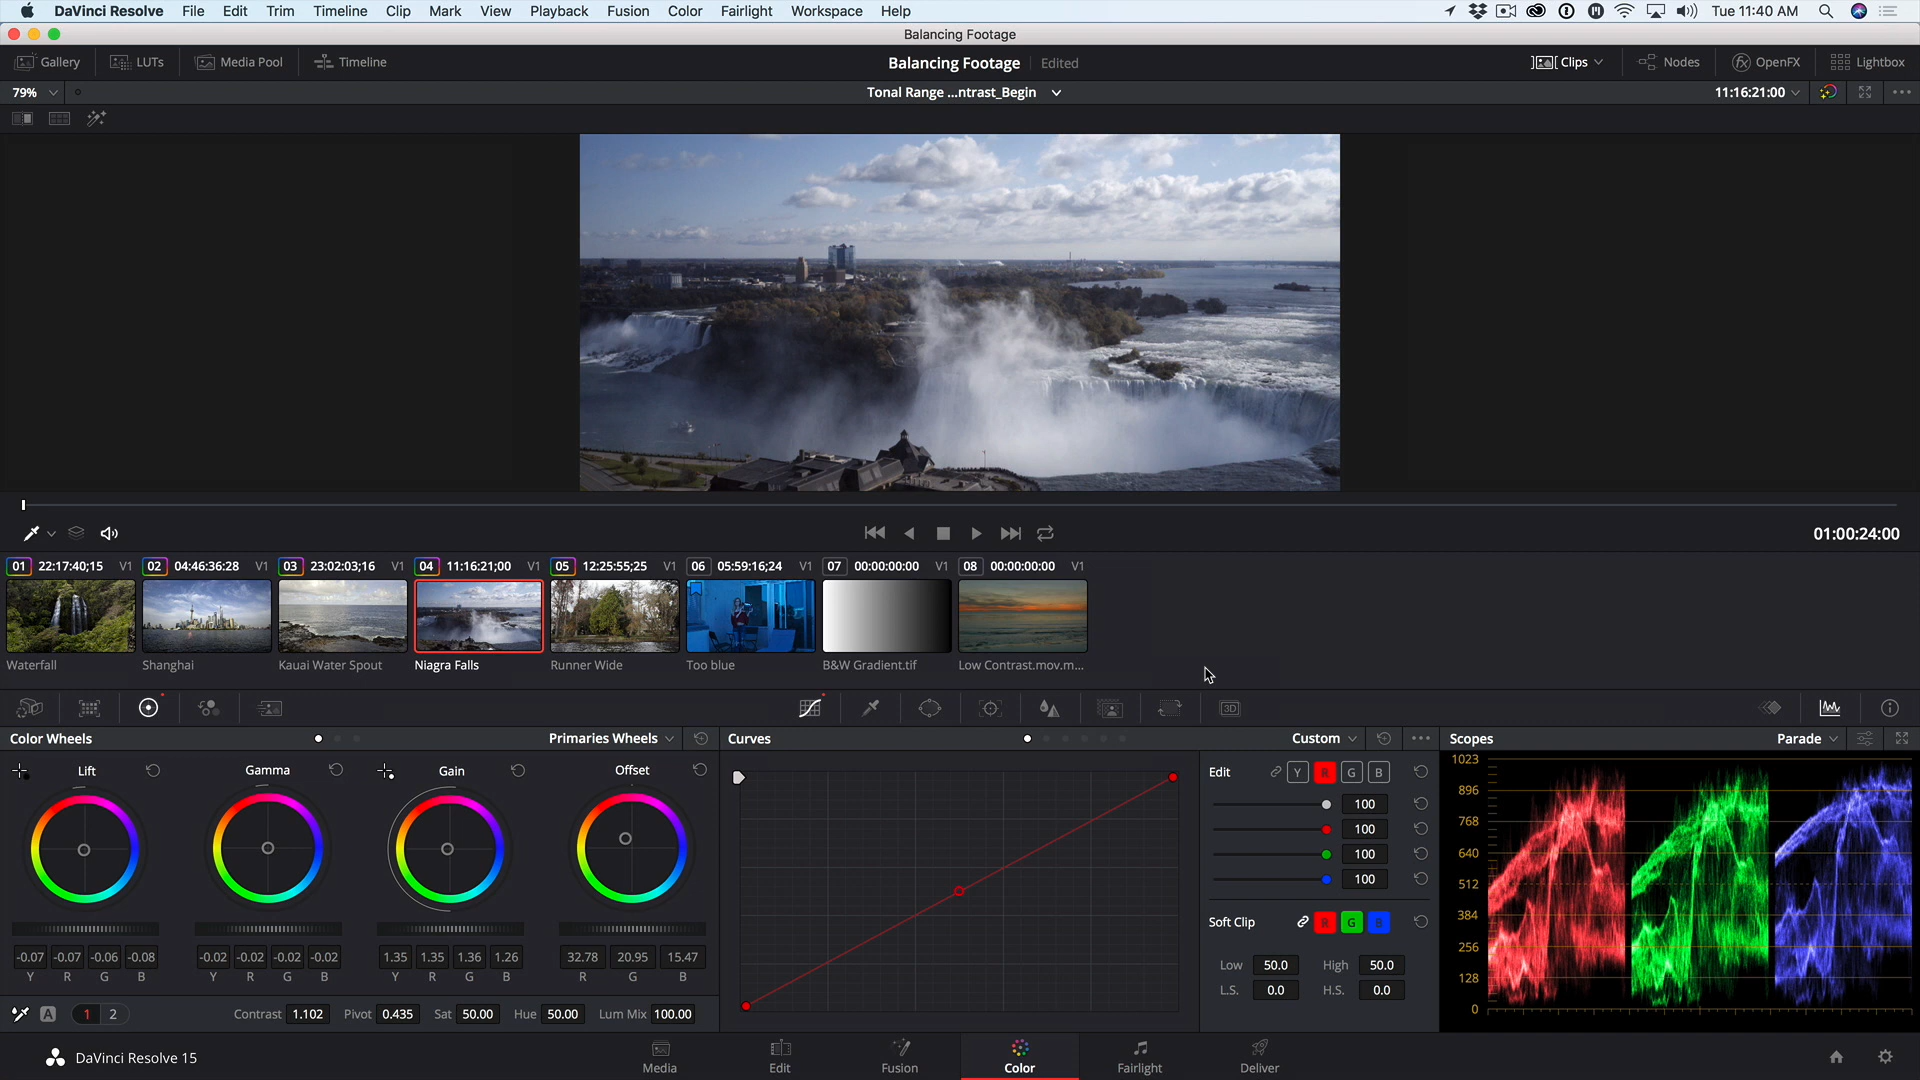 DaVinci Resolve File Edit Trim Timeline Clip Mark View Playback Fusion Color Fairlight Workspace Help Tue 11:40 AM
Balancing Footage
Gallery LUTs Media Pool Timeline Balancing Footage Edited Clips Nodes OpenFX Lightbox
79% Tonal Range ...ntrast_Begin 11:16:21:00
01:00:24:00
01 22:17:40;15 V1 02 04:46:36:28 V1 03 23:02:03;16 V1 04 11:16:21;00 V1 05 12:25:55;25 V1 06 05:59:16;24 V1 07 00:00:00:00 V1 08 00:00:00:00 V1
Waterfall Shanghai Kauai Water Spout Niagra Falls Runner Wide Too blue B&W Gradient.tif Low Contrast.mov.m...
3D
Color Wheels Primaries Wheels Curves Custom Scopes Parade
Lift Gamma Gain Offset Edit Y R G B
1023
896
768
640
512
384
256
128
0
100
100
100
100
Soft Clip R G B
-0.07 -0.07 -0.06 -0.08 -0.02 -0.02 -0.02 -0.02 1.35 1.35 1.36 1.26 32.78 20.95 15.47
Y R G B Y R G B Y R G B R G B
Low 50.0 High 50.0
L.S. 0.0 H.S. 0.0
A 1 2 Contrast 1.102 Pivot 0.435 Sat 50.00 Hue 50.00 Lum Mix 100.00
DaVinci Resolve 15 Media Edit Fusion Color Fairlight Deliver